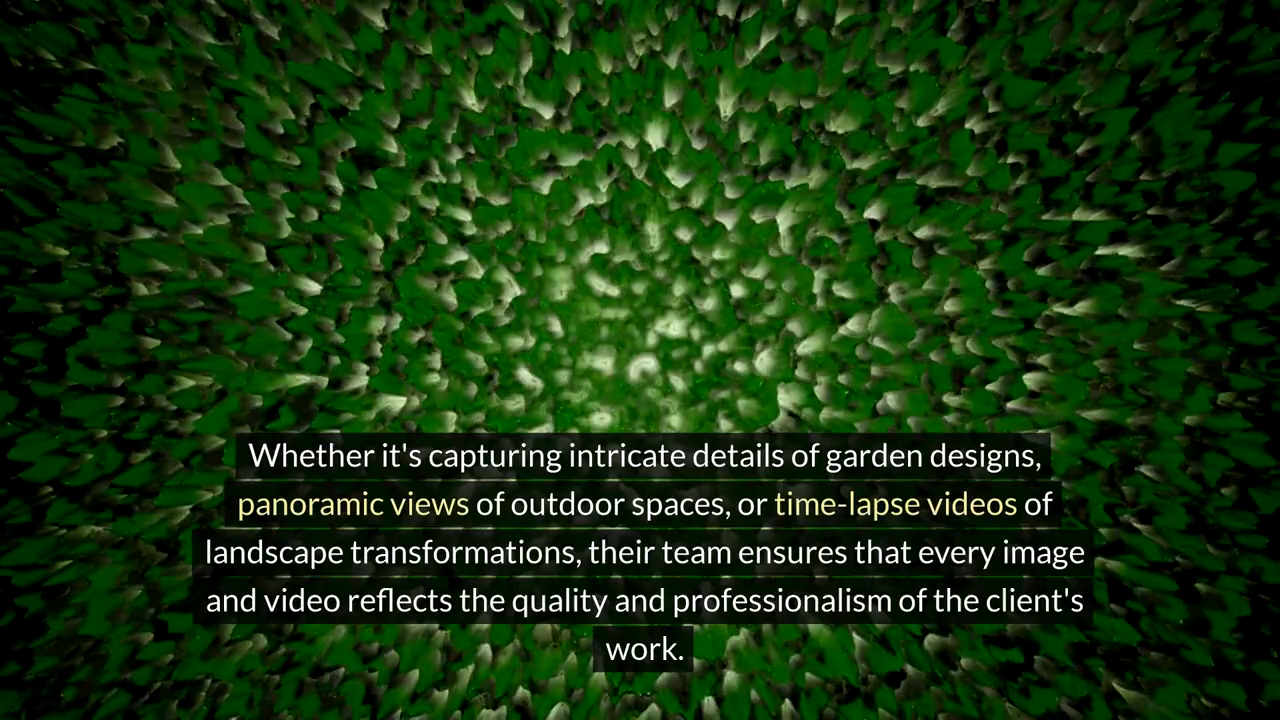 Whether it's capturing intricate details of garden designs,
panoramic views of outdoor spaces, or time-lapse videos of
landscape transformations, their team ensures that every image
and video reflects the quality and professionalism of the client's
work.